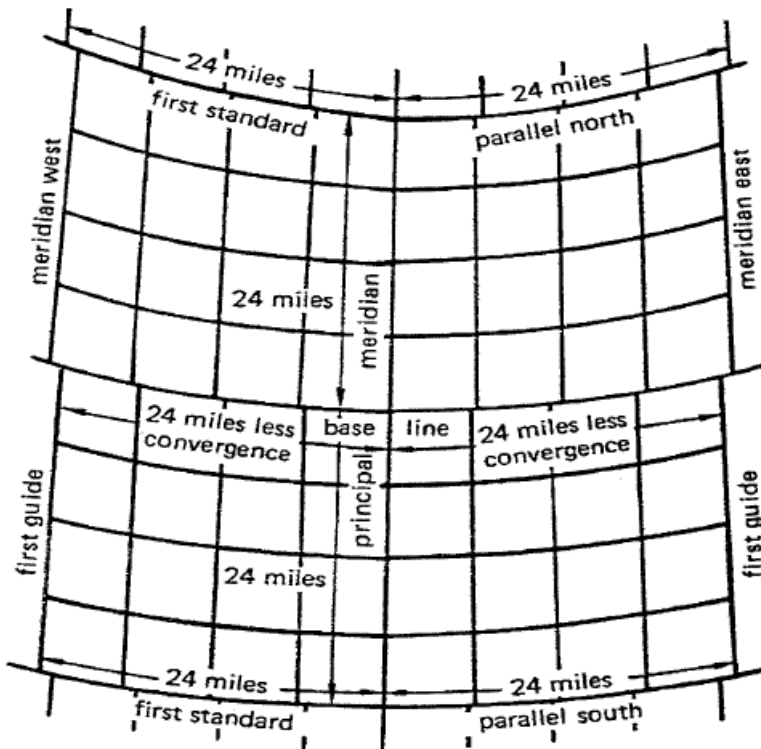 24 miles
24 miles
first standard
parallel north
meridian west
meridian east
24 miles
meridian
24 miles less
convergence
base
line
24 miles less
convergence
principal
first guide
first guide
24 miles
24 miles
24 miles
first standard
parallel south